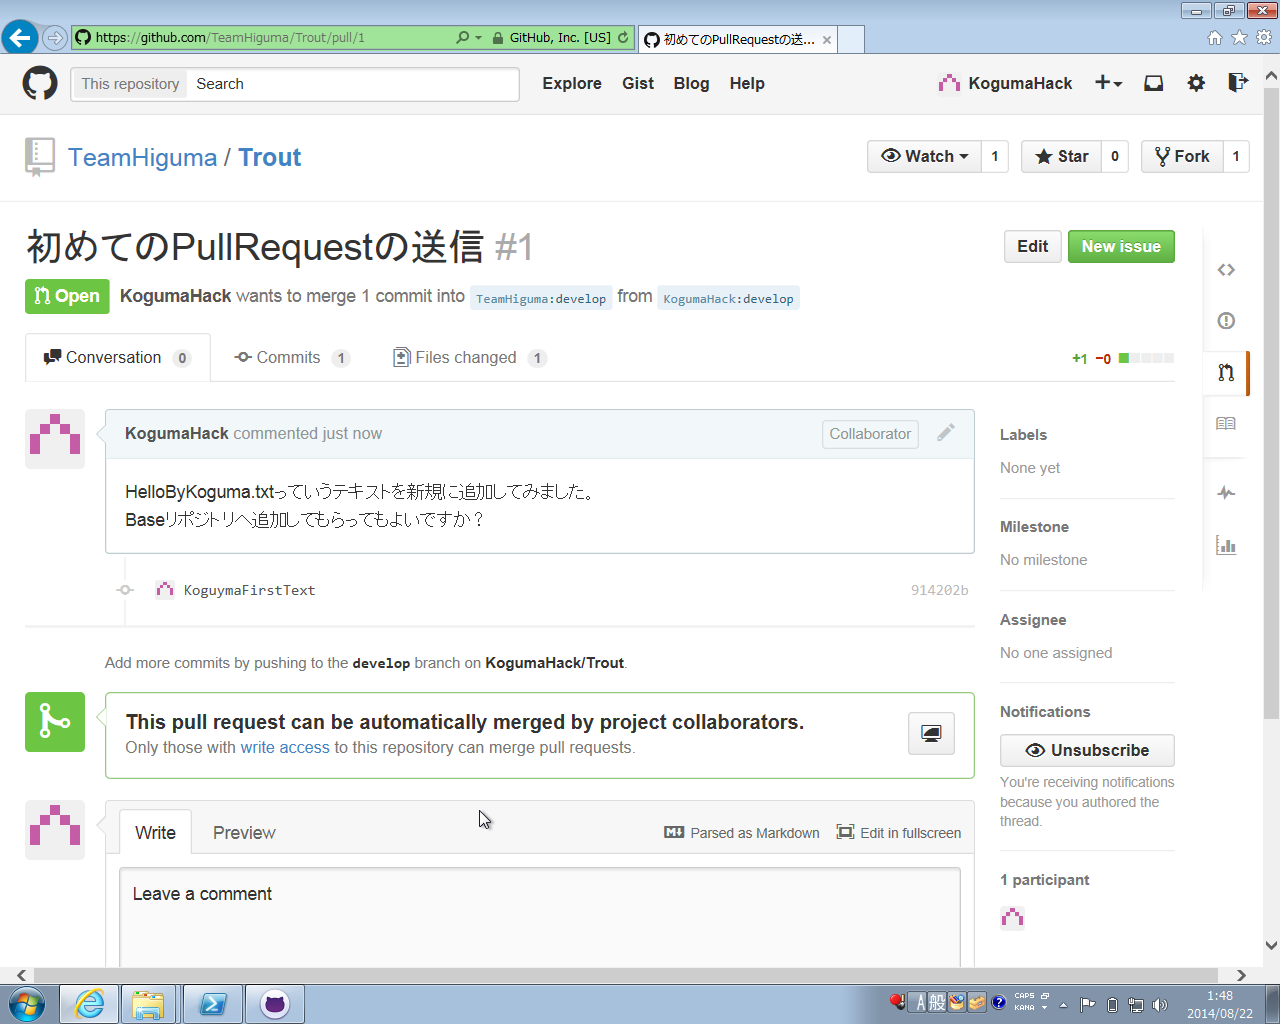 https://github.com/TeamHiguma/Trout/pull/1
GitHub, Inc. [US]
初めてのPullRequestの送...
This repository
Search
Explore
Gist
Blog
Help
KogumaHack
TeamHiguma / Trout
Watch 1
Star 0
Fork 1
初めてのPullRequestの送信 #1
Edit
New issue
Open
KogumaHack wants to merge 1 commit into TeamHiguma:develop from KogumaHack:develop
Conversation 0
Commits 1
Files changed 1
+1 −0
KogumaHack commented just now
Collaborator
HelloByKoguma.txtっていうテキストを新規に追加してみました。
Baseリポジトリへ追加してもらってもよいですか？
KoguymaFirstText
914202b
Add more commits by pushing to the develop branch on KogumaHack/Trout.
This pull request can be automatically merged by project collaborators.
Only those with write access to this repository can merge pull requests.
Write
Preview
Parsed as Markdown
Edit in fullscreen
Leave a comment
Labels
None yet
Milestone
No milestone
Assignee
No one assigned
Notifications
Unsubscribe
You're receiving notifications
because you authored the
thread.
1 participant
A 般
CAPS
KANA
1:48
2014/08/22